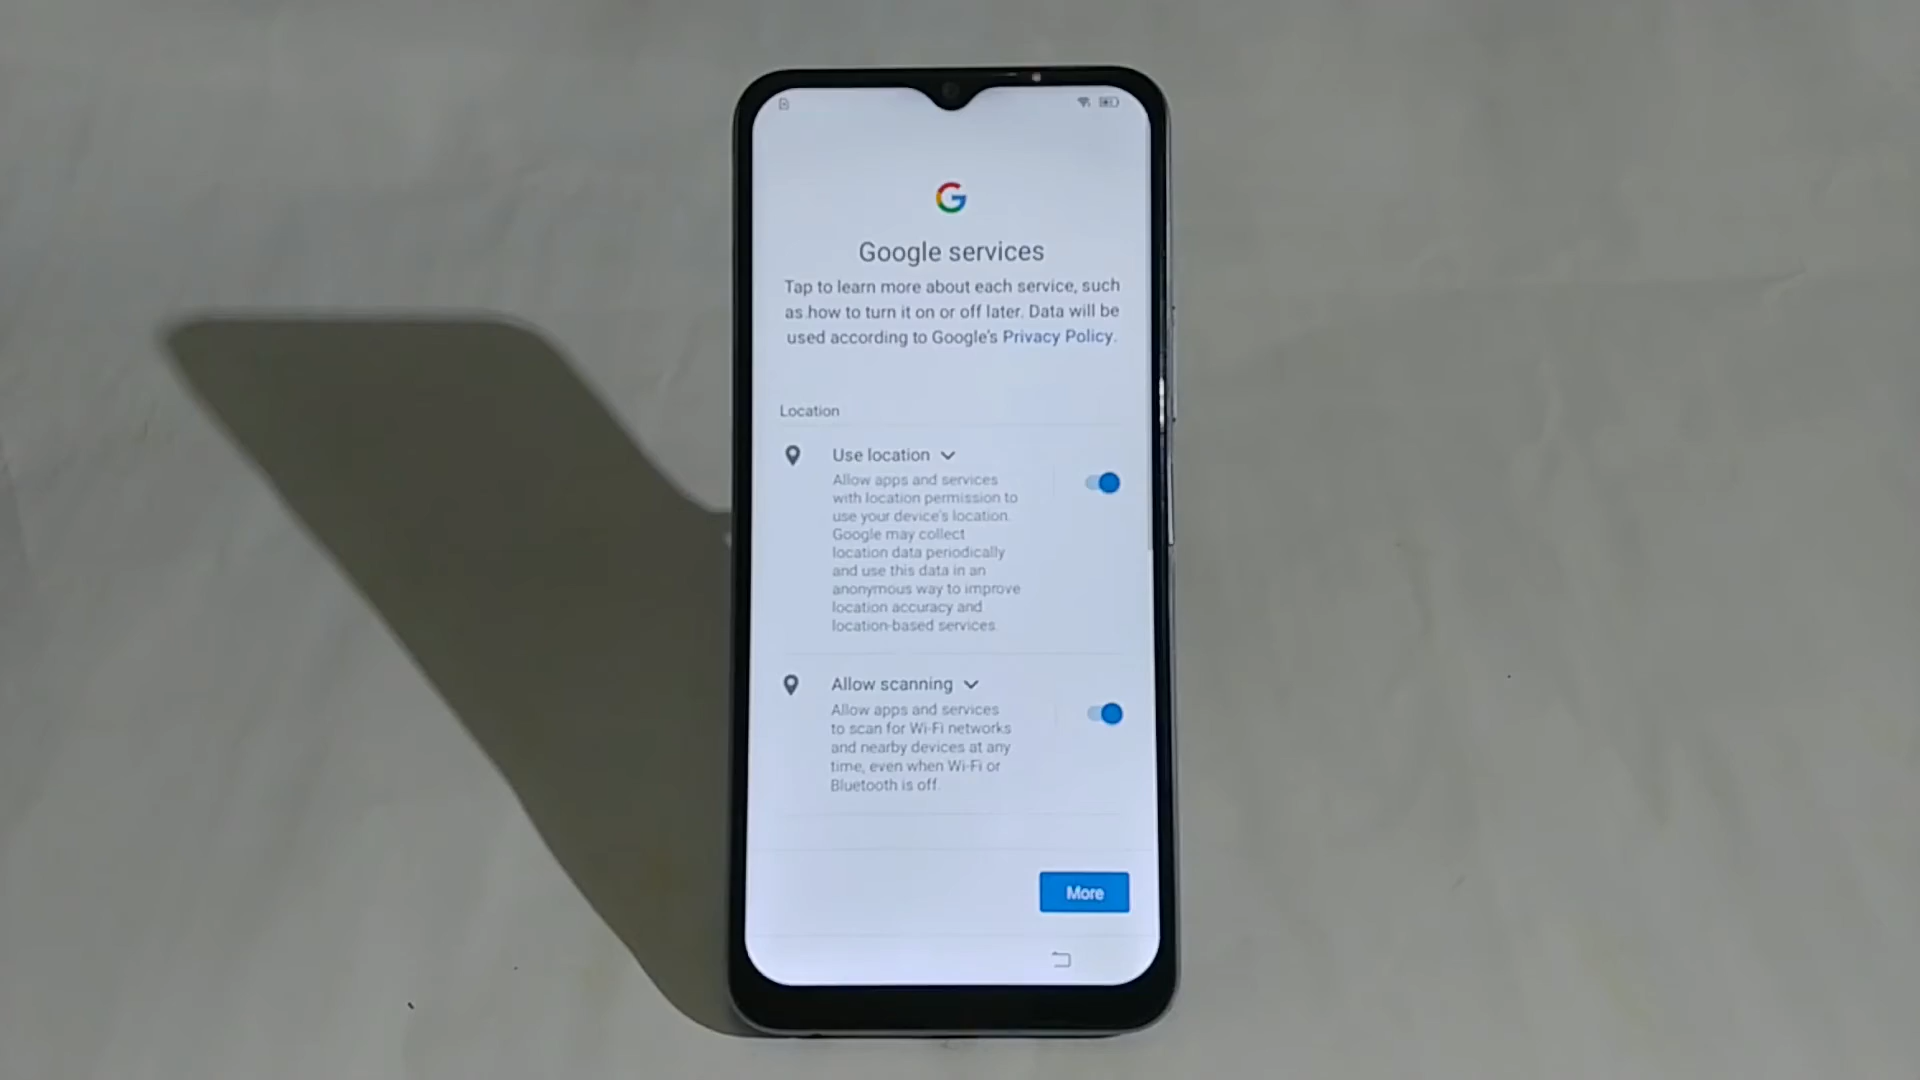 Google services
Tap to learn more about each service, such
as how to turn it on or off later. Data will be
used according to Google's Privacy Policy.
Location
Use location
Allow apps and services
with location permission to
use your device's location.
Google may collect
location data periodically
and use this data in an
anonymous way to improve
location accuracy and
location-based services.
Allow scanning
Allow apps and services
to scan for Wi-Fi networks
and nearby devices at any
time, even when Wi-Fi or
Bluetooth is off.
More